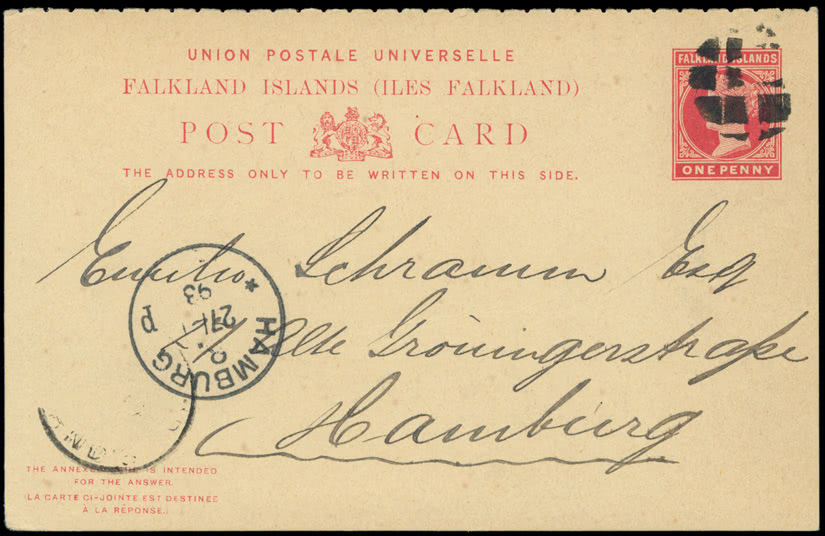 UNION POSTALE UNIVERSELLE
FALKLAND ISLANDS (ILES FALKLAND)
POST CARD
THE ADDRESS ONLY TO BE WRITTEN ON THIS SIDE.
FALKLAND ISLANDS
ONE PENNY
Emilio Schramm Esq
Alte Gröningerstraße
Hamburg
HAMBURG
93
THE ANNEXED CARD IS INTENDED
FOR THE ANSWER.
(LA CARTE CI-JOINTE EST DESTINÉE
À LA RÉPONSE.)